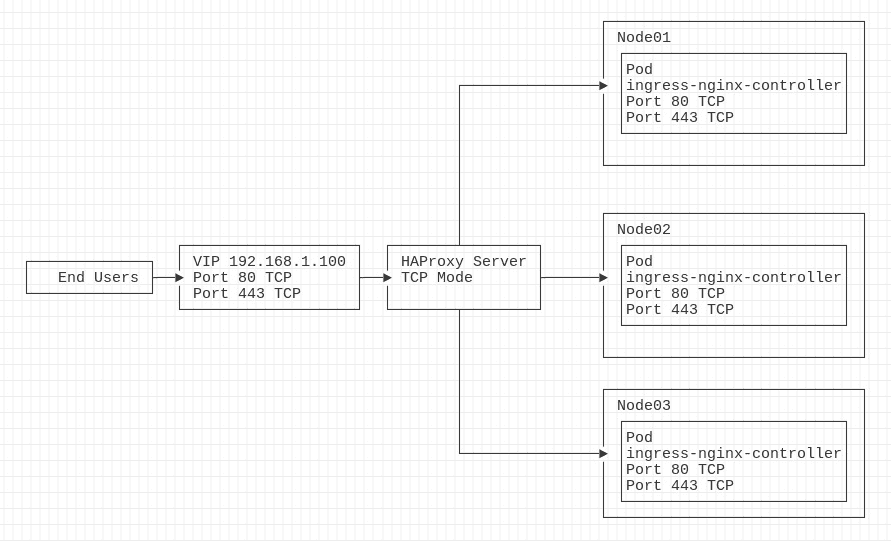 Node01
Pod
ingress-nginx-controller
Port 80 TCP
Port 443 TCP
End Users
VIP 192.168.1.100
Port 80 TCP
Port 443 TCP
HAProxy Server
TCP Mode
Node02
Pod
ingress-nginx-controller
Port 80 TCP
Port 443 TCP
Node03
Pod
ingress-nginx-controller
Port 80 TCP
Port 443 TCP